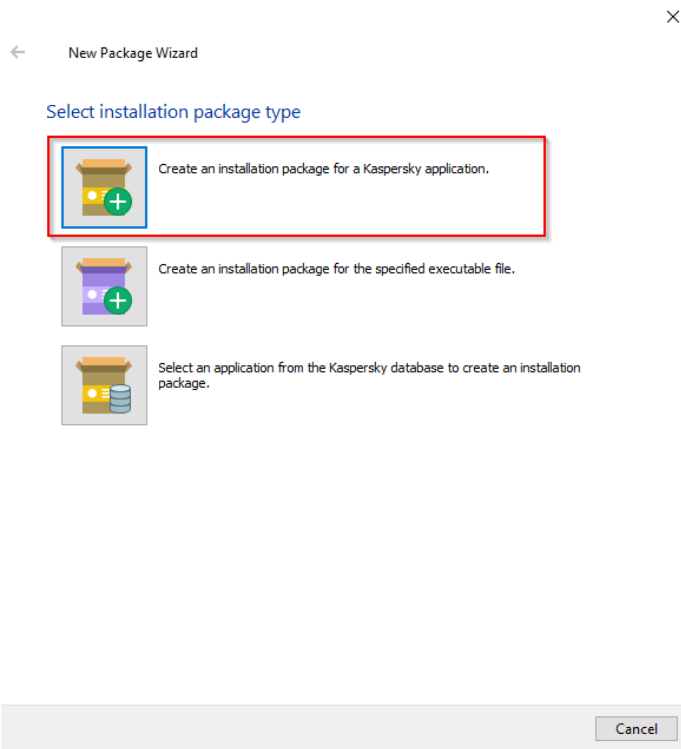 New Package Wizard
Select installation package type
Create an installation package for a Kaspersky application.
Create an installation package for the specified executable file.
Select an application from the Kaspersky database to create an installation
package.
Cancel